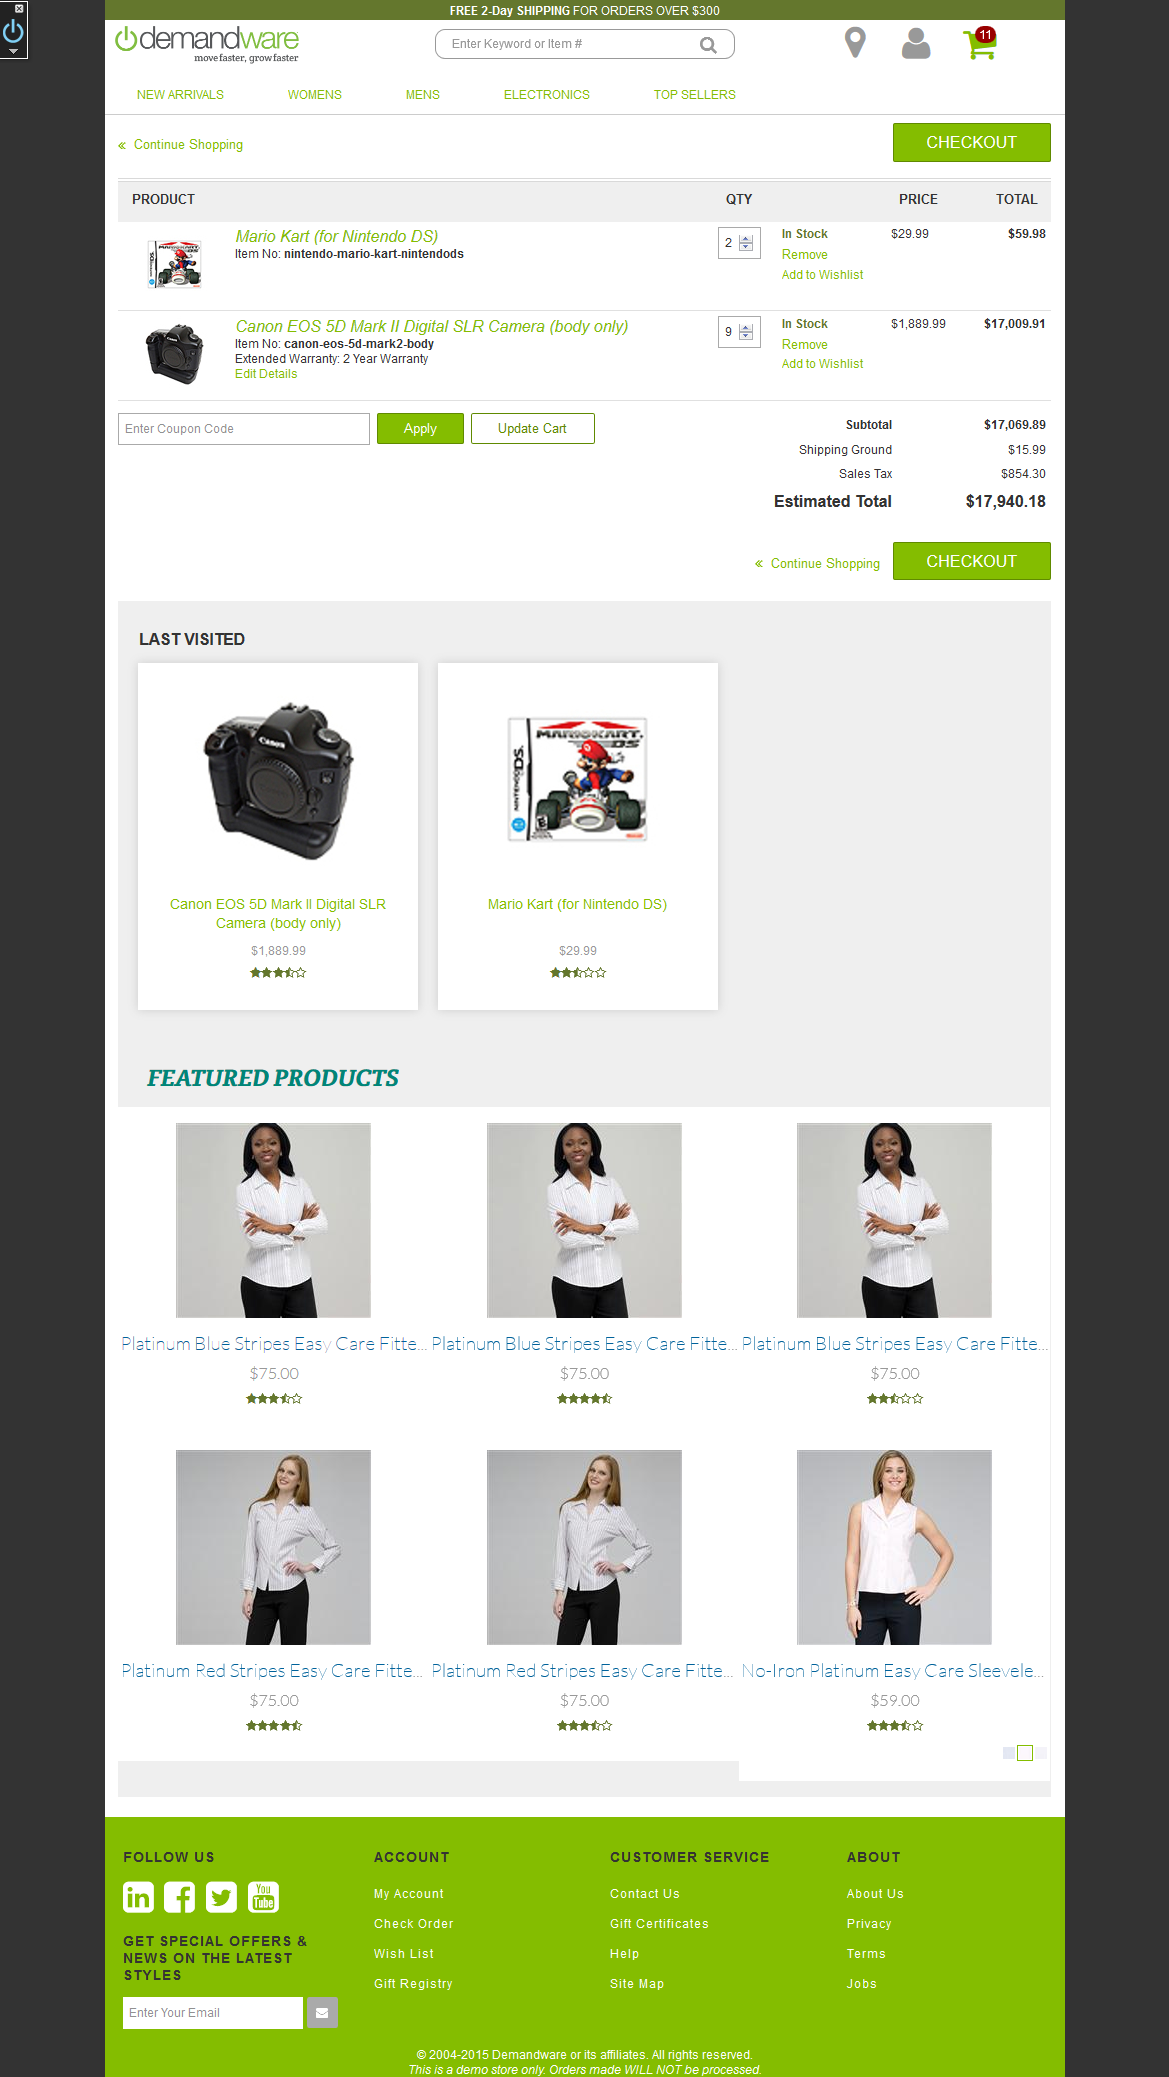 FREE 2-Day SHIPPING FOR ORDERS OVER $300
demandware
move faster, grow faster
Enter Keyword or Item #
11
NEW ARRIVALS WOMENS MENS ELECTRONICS TOP SELLERS
« Continue Shopping
CHECKOUT
PRODUCT QTY PRICE TOTAL
Mario Kart (for Nintendo DS)
Item No: nintendo-mario-kart-nintendods
2
In Stock
Remove
Add to Wishlist
$29.99
$59.98
Canon EOS 5D Mark II Digital SLR Camera (body only)
Item No: canon-eos-5d-mark2-body
Extended Warranty: 2 Year Warranty
Edit Details
9
In Stock
Remove
Add to Wishlist
$1,889.99
$17,009.91
Enter Coupon Code
Apply
Update Cart
Subtotal $17,069.89
Shipping Ground $15.99
Sales Tax $854.30
Estimated Total $17,940.18
« Continue Shopping
CHECKOUT
LAST VISITED
Canon
MARIOKART
DS
NINTENDO DS
Canon EOS 5D Mark II Digital SLR
Camera (body only)
$1,889.99
Mario Kart (for Nintendo DS)
$29.99
FEATURED PRODUCTS
Platinum Blue Stripes Easy Care Fitte... Platinum Blue Stripes Easy Care Fitte... Platinum Blue Stripes Easy Care Fitte...
$75.00 $75.00 $75.00
Platinum Red Stripes Easy Care Fitte... Platinum Red Stripes Easy Care Fitte... No-Iron Platinum Easy Care Sleevele...
$75.00 $75.00 $59.00
FOLLOW US
in
You
Tube
GET SPECIAL OFFERS &
NEWS ON THE LATEST
STYLES
Enter Your Email
ACCOUNT
My Account
Check Order
Wish List
Gift Registry
CUSTOMER SERVICE
Contact Us
Gift Certificates
Help
Site Map
ABOUT
About Us
Privacy
Terms
Jobs
© 2004-2015 Demandware or its affiliates. All rights reserved.
This is a demo store only. Orders made WILL NOT be processed.